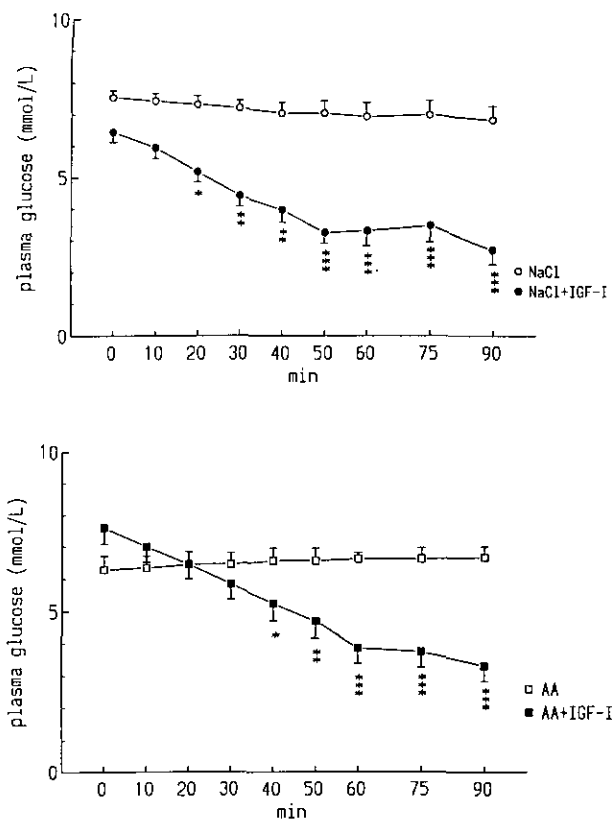 10
5
0
plasma glucose (mmol/L)
*
**
**
***
***
***
***
NaCl
NaCl+IGF-I
0 10 20 30 40 50 60 75 90
min
10
5
0
plasma glucose (mmol/L)
*
**
***
***
***
AA
AA+IGF-I
0 10 20 30 40 50 60 75 90
min